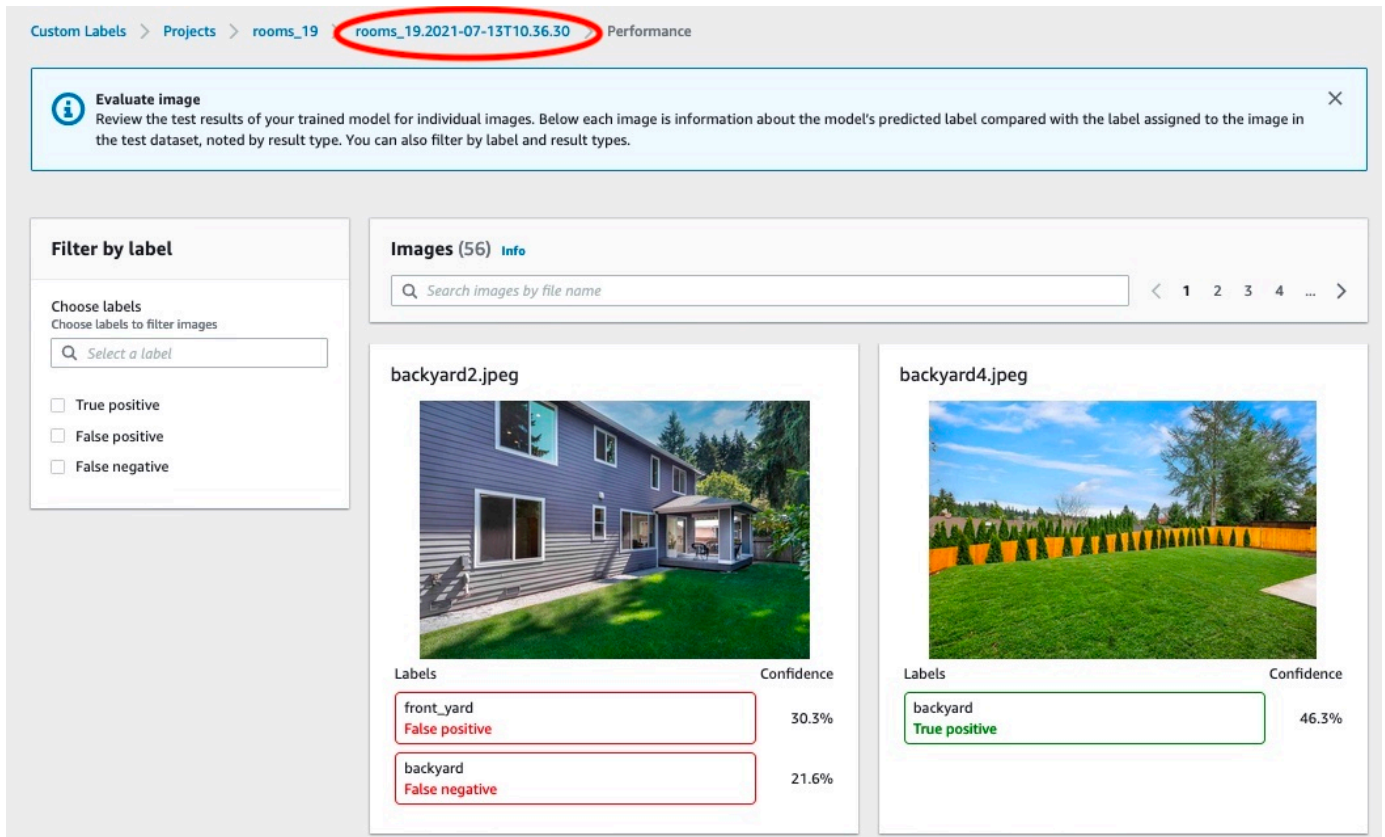 Custom Labels > Projects > rooms_19 > rooms_19.2021-07-13T10.36.30 > Performance
Evaluate image
Review the test results of your trained model for individual images. Below each image is information about the model's predicted label compared with the label assigned to the image in
the test dataset, noted by result type. You can also filter by label and result types.
Filter by label
Choose labels
Choose labels to filter images
Select a label
True positive
False positive
False negative
Images (56) Info
Search images by file name
< 1 2 3 4 ... >
backyard2.jpeg
Labels Confidence
front_yard
False positive
30.3%
backyard
False negative
21.6%
backyard4.jpeg
Labels Confidence
backyard
True positive
46.3%